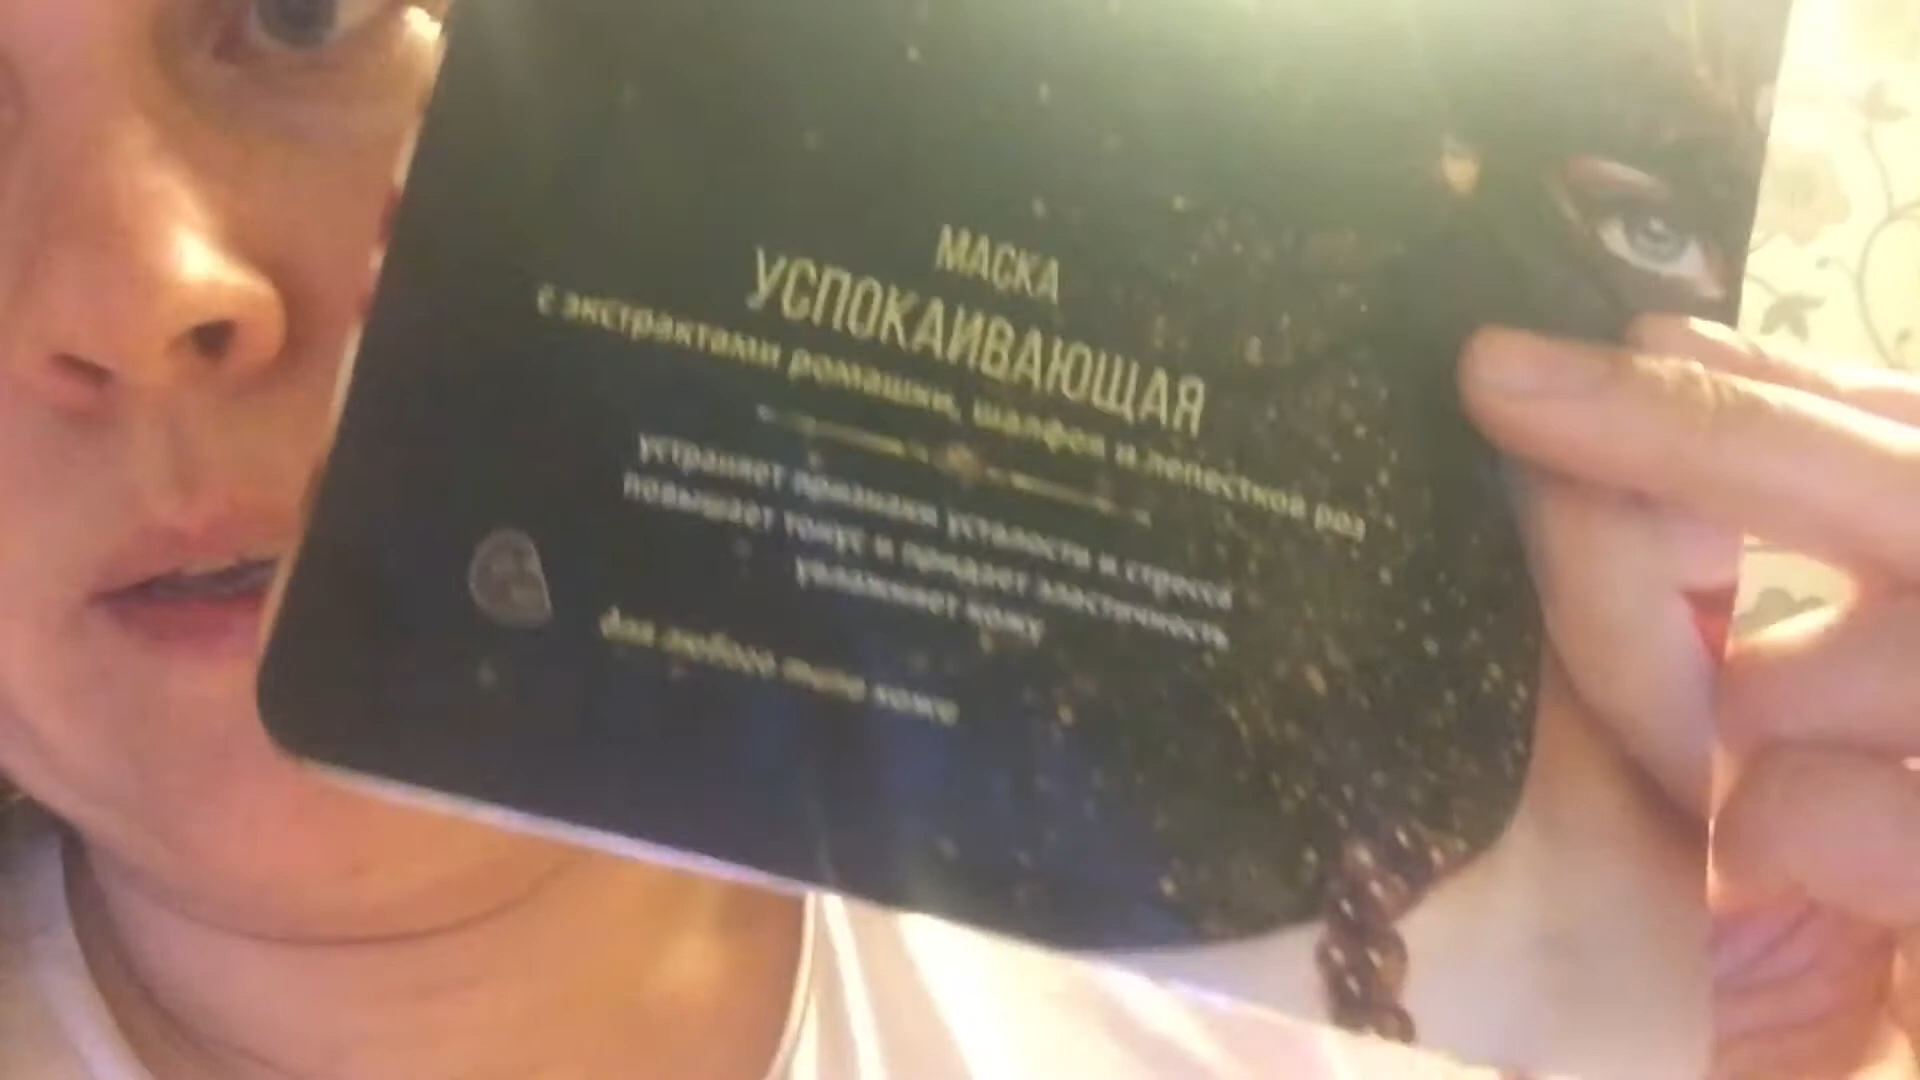 МАСКА
УСПОКАИВАЮЩАЯ
с экстрактами ромашки, шалфея и лепестков роз
устраняет признаки усталости и стресса
повышает тонус и придает эластичность
увлажняет кожу
для любого типа кожи